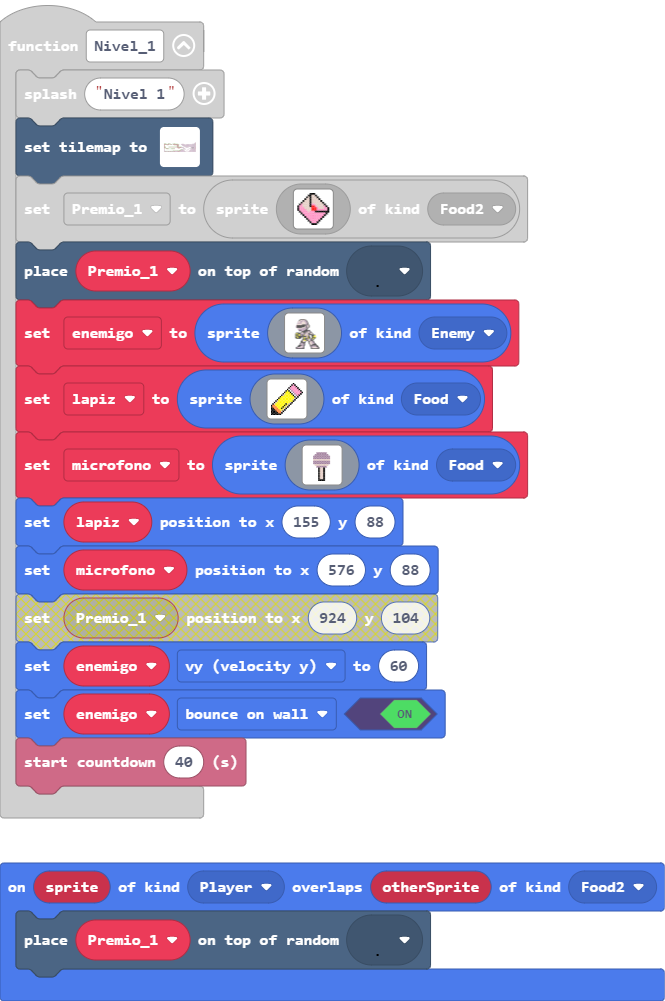 function Nivel_1
splash "Nivel 1"
set tilemap to
set Premio_1 to sprite of kind Food2
place Premio_1 on top of random
set enemigo to sprite of kind Enemy
set lapiz to sprite of kind Food
set microfono to sprite of kind Food
set lapiz position to x 155 y 88
set microfono position to x 576 y 88
set Premio_1 position to x 924 y 104
set enemigo vy (velocity y) to 60
set enemigo bounce on wall ON
start countdown 40 (s)
on sprite of kind Player overlaps otherSprite of kind Food2
place Premio_1 on top of random